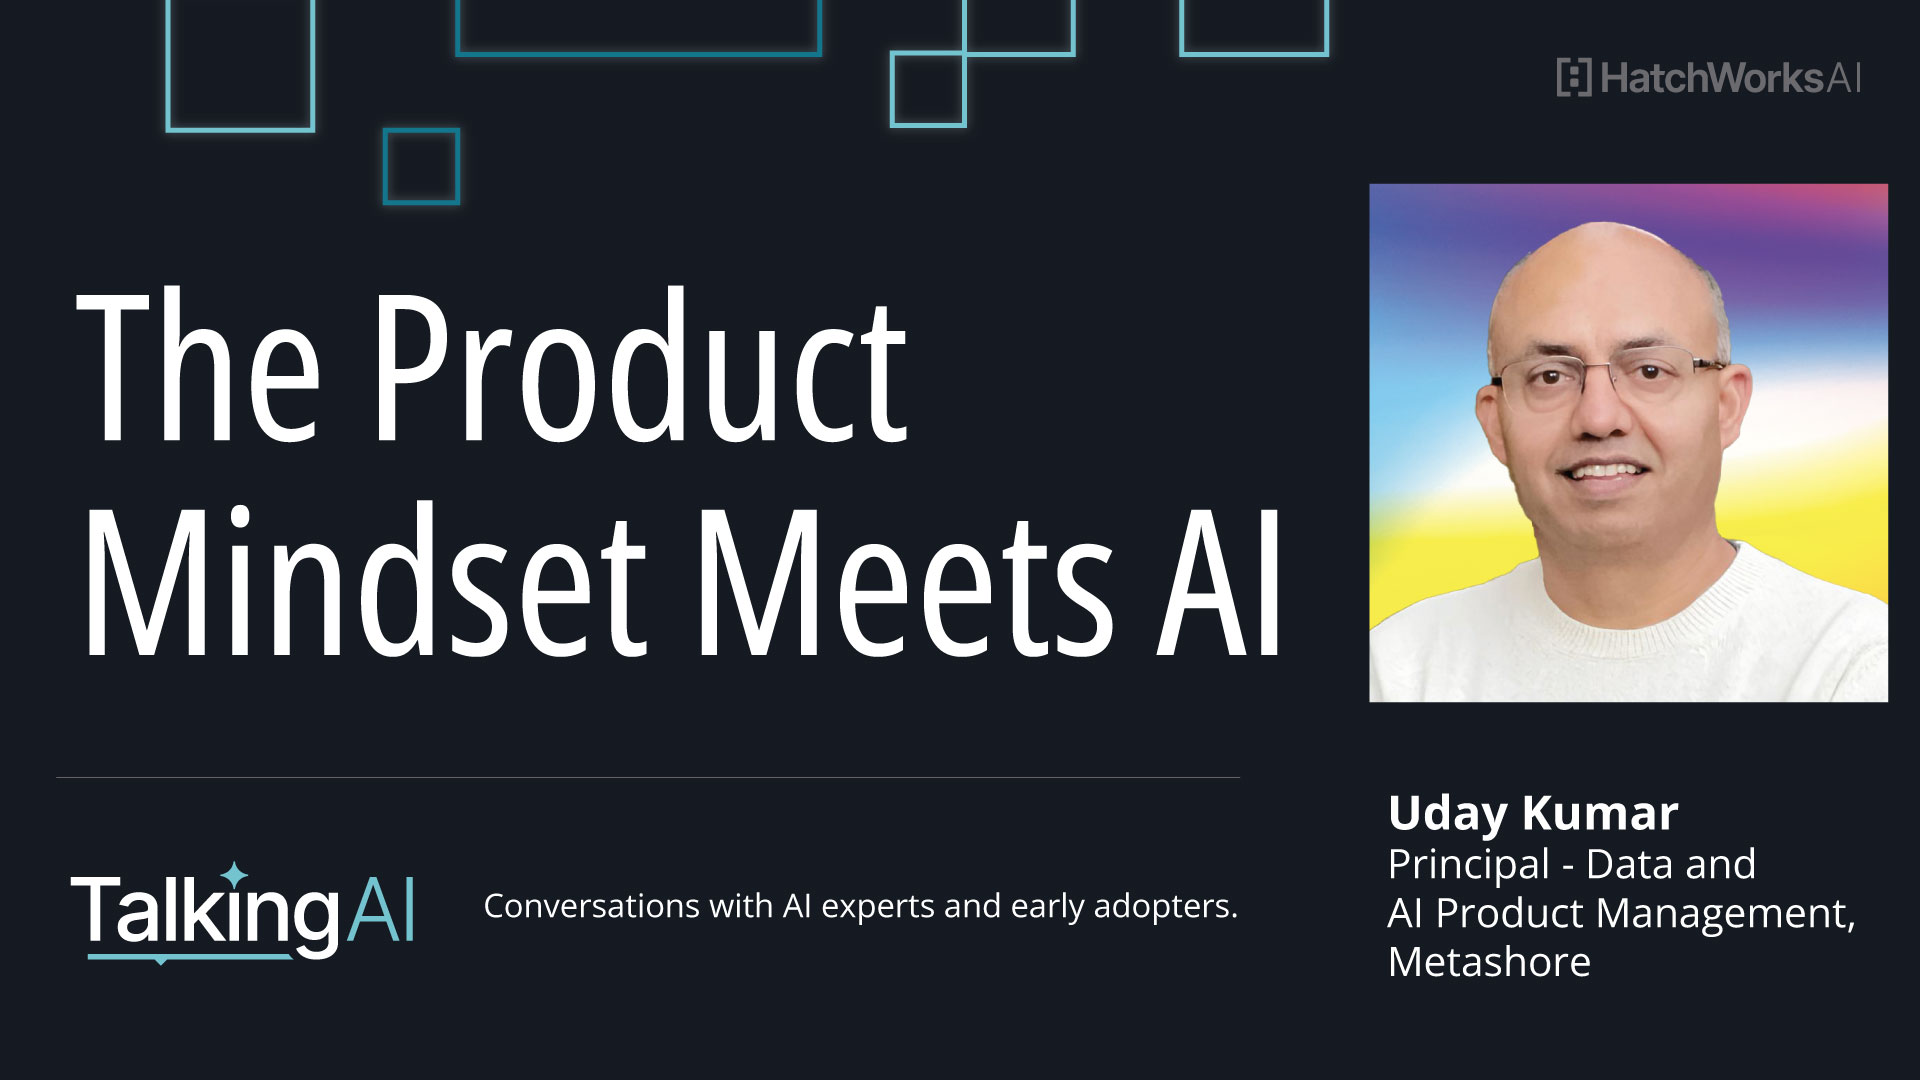 HatchWorksAI
The Product
Mindset Meets AI
TalkingAI
Conversations with AI experts and early adopters.
Uday Kumar
Principal - Data and
AI Product Management,
Metashore